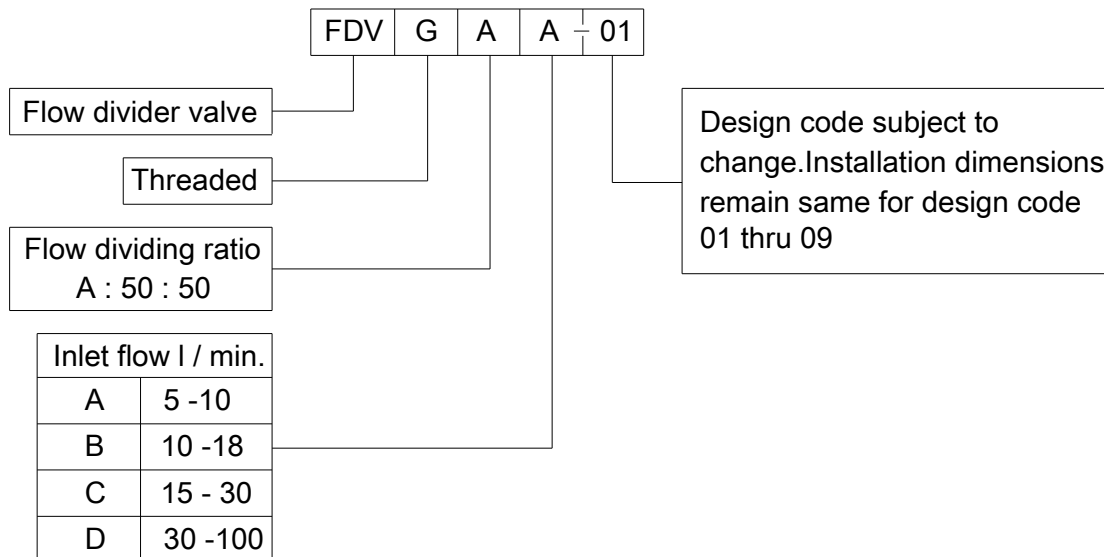 FDV G A A - 01
Flow divider valve
Threaded
Flow dividing ratio
A : 50 : 50
Inlet flow l / min.
A 5 -10
B 10 -18
C 15 - 30
D 30 -100
Design code subject to
change.Installation dimensions
remain same for design code
01 thru 09